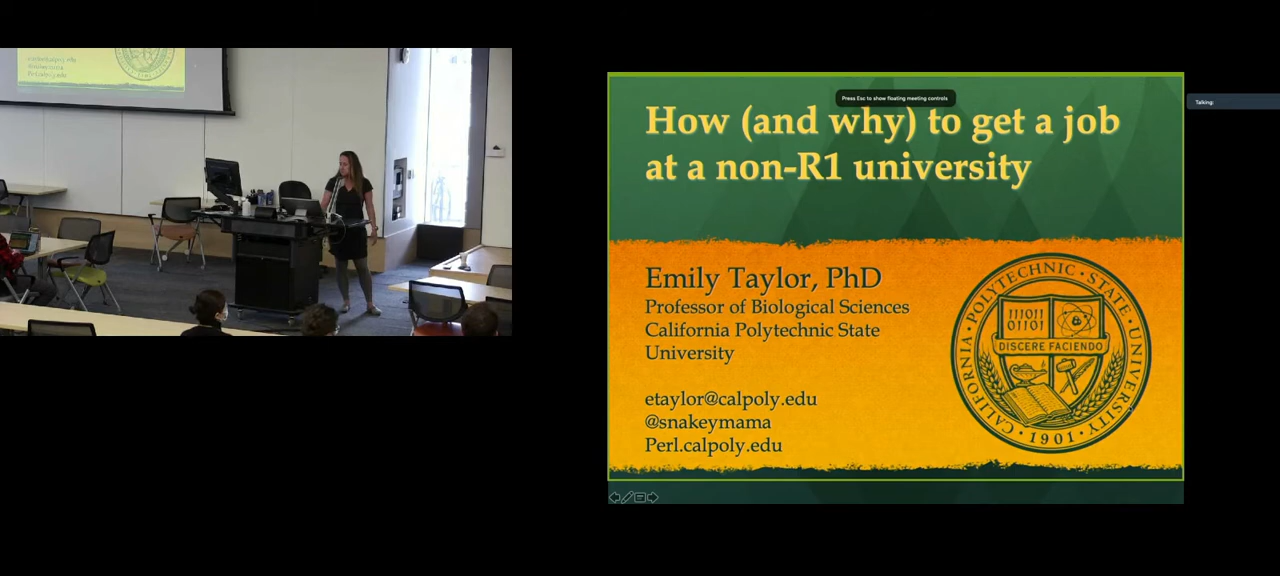 Press Esc to show floating meeting controls
How (and why) to get a job
at a non-R1 university
Talking:
Emily Taylor, PhD
Professor of Biological Sciences
California Polytechnic State
University
etaylor@calpoly.edu
@snakeymama
Perl.calpoly.edu
CALIFORNIA · POLYTECHNIC · STATE · UNIVERSITY
111011
01101
DISCERE FACIENDO
· 1901 ·